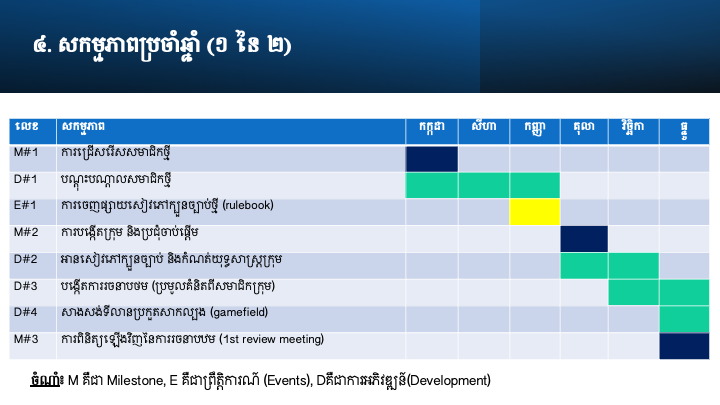 ៤. សកម្មភាពប្រចាំឆ្នាំ (១ នៃ ២)
លេខ សកម្មភាព កក្កដា សីហា កញ្ញា តុលា វិច្ឆិកា ធ្នូ
M#1 ការជ្រើសរើសសមាជិកថ្មី
D#1 បណ្តុះបណ្តាលសមាជិកថ្មី
E#1 ការចេញផ្សាយសៀវភៅក្បួនច្បាប់ថ្មី (rulebook)
M#2 ការបង្កើតក្រុម និងប្រជុំចាប់ផ្តើម
D#2 អានសៀវភៅក្បួនច្បាប់ និងកំណត់យុទ្ធសាស្ត្រក្រុម
D#3 បង្កើតការរចនាបឋម (ប្រមូលគំនិតពីសមាជិកក្រុម)
D#4 សាងសង់ទីលានប្រកួតសាកល្បង (gamefield)
M#3 ការពិនិត្យឡើងវិញនៃការរចនាបឋម (1st review meeting)
ចំណាំ៖ M គឺជា Milestone, E គឺជាព្រឹត្តិការណ៍ (Events), Dគឺជាការអភិវឌ្ឍន៍(Development)